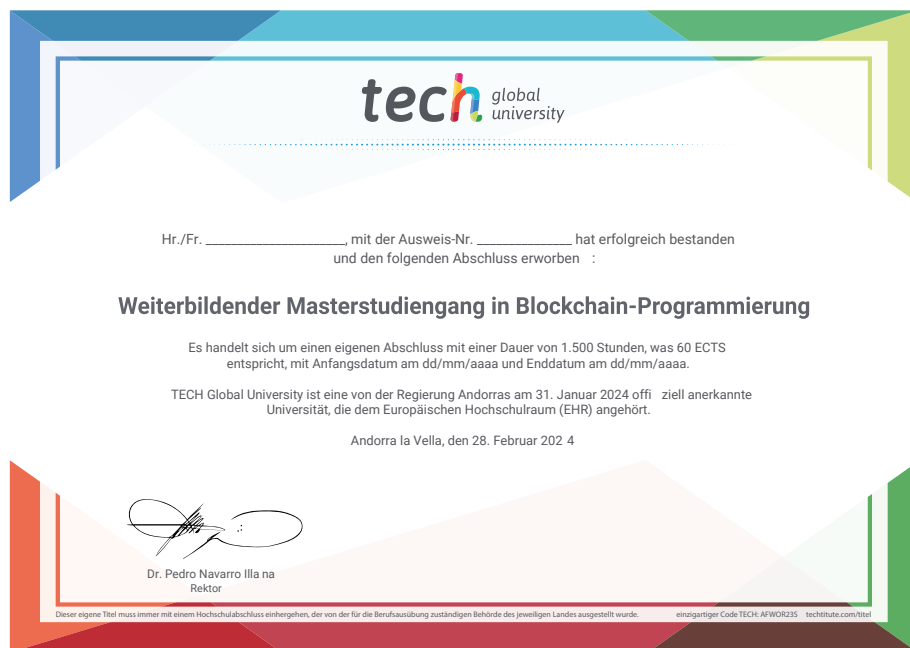 tech global
university
Hr./Fr. ______________________, mit der Ausweis-Nr. _______________ hat erfolgreich bestanden
und den folgenden Abschluss erworben :
Weiterbildender Masterstudiengang in Blockchain-Programmierung
Es handelt sich um einen eigenen Abschluss mit einer Dauer von 1.500 Stunden, was 60 ECTS
entspricht, mit Anfangsdatum am dd/mm/aaaa und Enddatum am dd/mm/aaaa.
TECH Global University ist eine von der Regierung Andorras am 31. Januar 2024 offi ziell anerkannte
Universität, die dem Europäischen Hochschulraum (EHR) angehört.
Andorra la Vella, den 28. Februar 202 4
Dr. Pedro Navarro Illa na
Rektor
Dieser eigene Titel muss immer mit einem Hochschulabschluss einhergehen, der von der für die Berufsausübung zuständigen Behörde des jeweiligen Landes ausgestellt wurde. einzigartiger Code TECH: AFWOR23S techtitute.com/titel